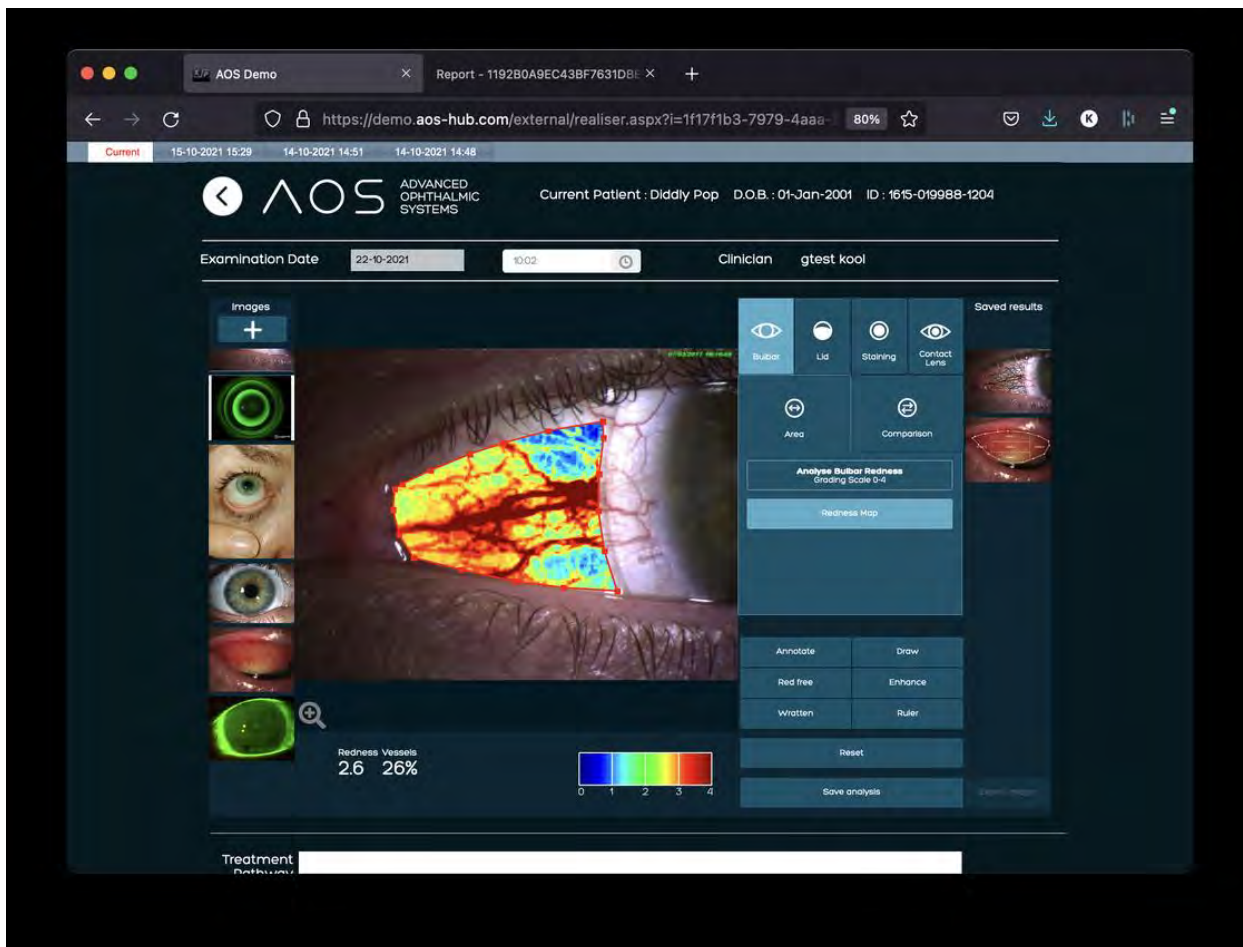 AOS Demo
Report - 1192B0A9EC43BF7631DBE
https://demo.aos-hub.com/external/realiser.aspx?i=1f17f1b3-7979-4aaa-
80%
K
Current 15-10-2021 15:29 14-10-2021 14:51 14-10-2021 14:48
AOS
ADVANCED
OPHTHALMIC
SYSTEMS
Current Patient : Diddly Pop D.O.B. : 01-Jan-2001 ID : 1615-019988-1204
Examination Date 22-10-2021 10:02 Clinician gtest kool
Images
Bulbar
Lid
Staining
Contact
Lens
Saved results
Area
Comparison
Analyse Bulbar Redness
Grading Scale 0-4
Redness Map
Annotate Draw
Red free Enhance
Wratten Ruler
Reset
Save analysis
Redness Vessels
2.6 26%
0 1 2 3 4
Treatment
Pathway